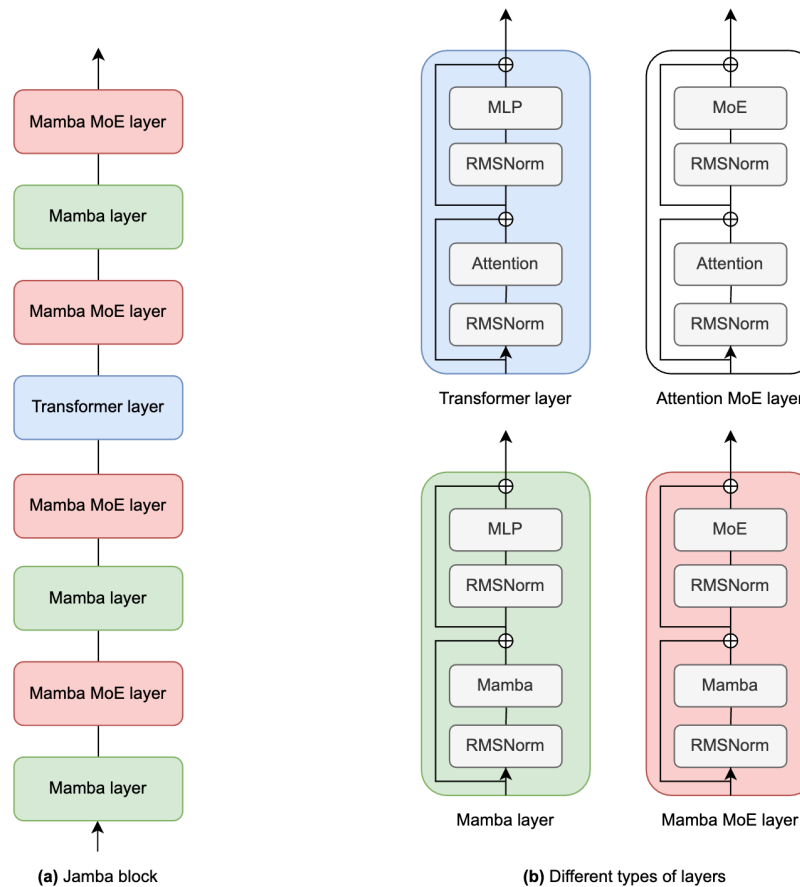 Mamba MoE layer
Mamba layer
Mamba MoE layer
Transformer layer
Mamba MoE layer
Mamba layer
Mamba MoE layer
Mamba layer
(a) Jamba block
MLP
RMSNorm
Attention
RMSNorm
Transformer layer
MoE
RMSNorm
Attention
RMSNorm
Attention MoE layer
MLP
RMSNorm
Mamba
RMSNorm
Mamba layer
MoE
RMSNorm
Mamba
RMSNorm
Mamba MoE layer
(b) Different types of layers